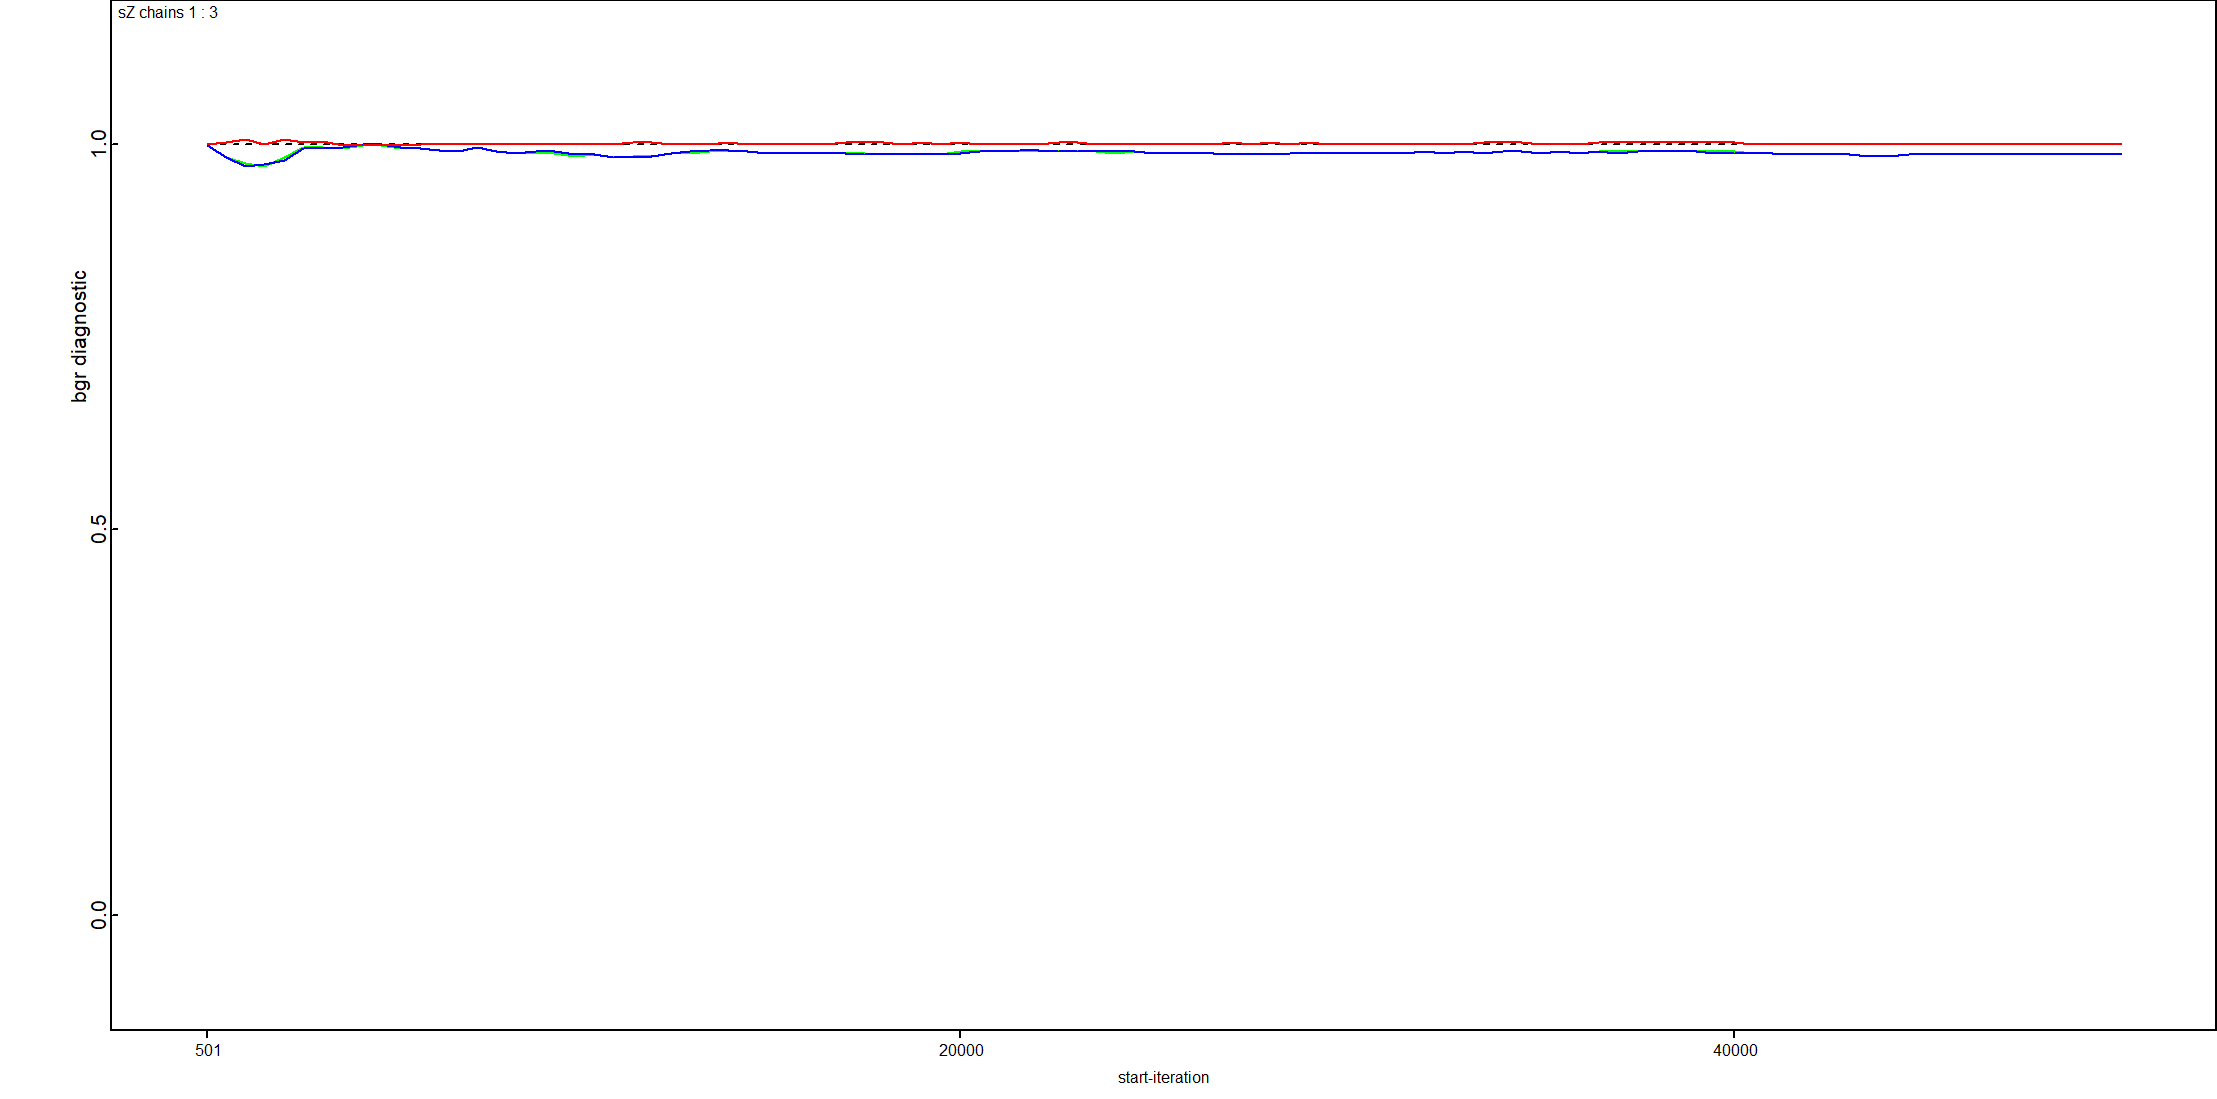 sZ chains 1 : 3
1.0
bgr diagnostic
0.5
0.0
501
20000
40000
start-iteration